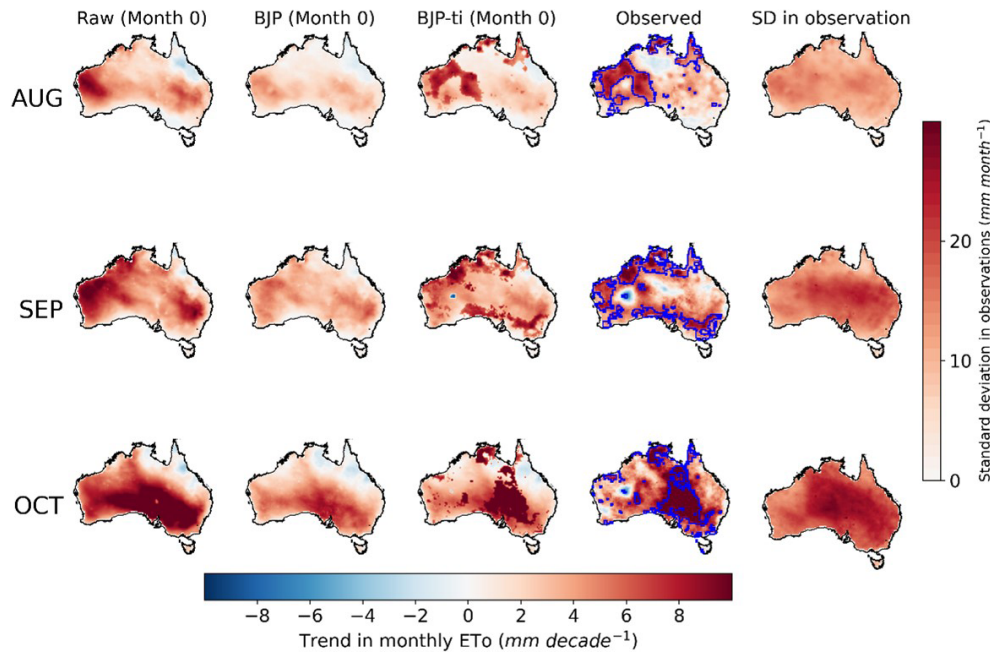 Raw (Month 0) BJP (Month 0) BJP-ti (Month 0) Observed SD in observation
AUG
SEP
OCT
20
10
0
Standard deviation in observations (mm month⁻¹)
−8 −6 −4 −2 0 2 4 6 8
Trend in monthly ETo (mm decade⁻¹)